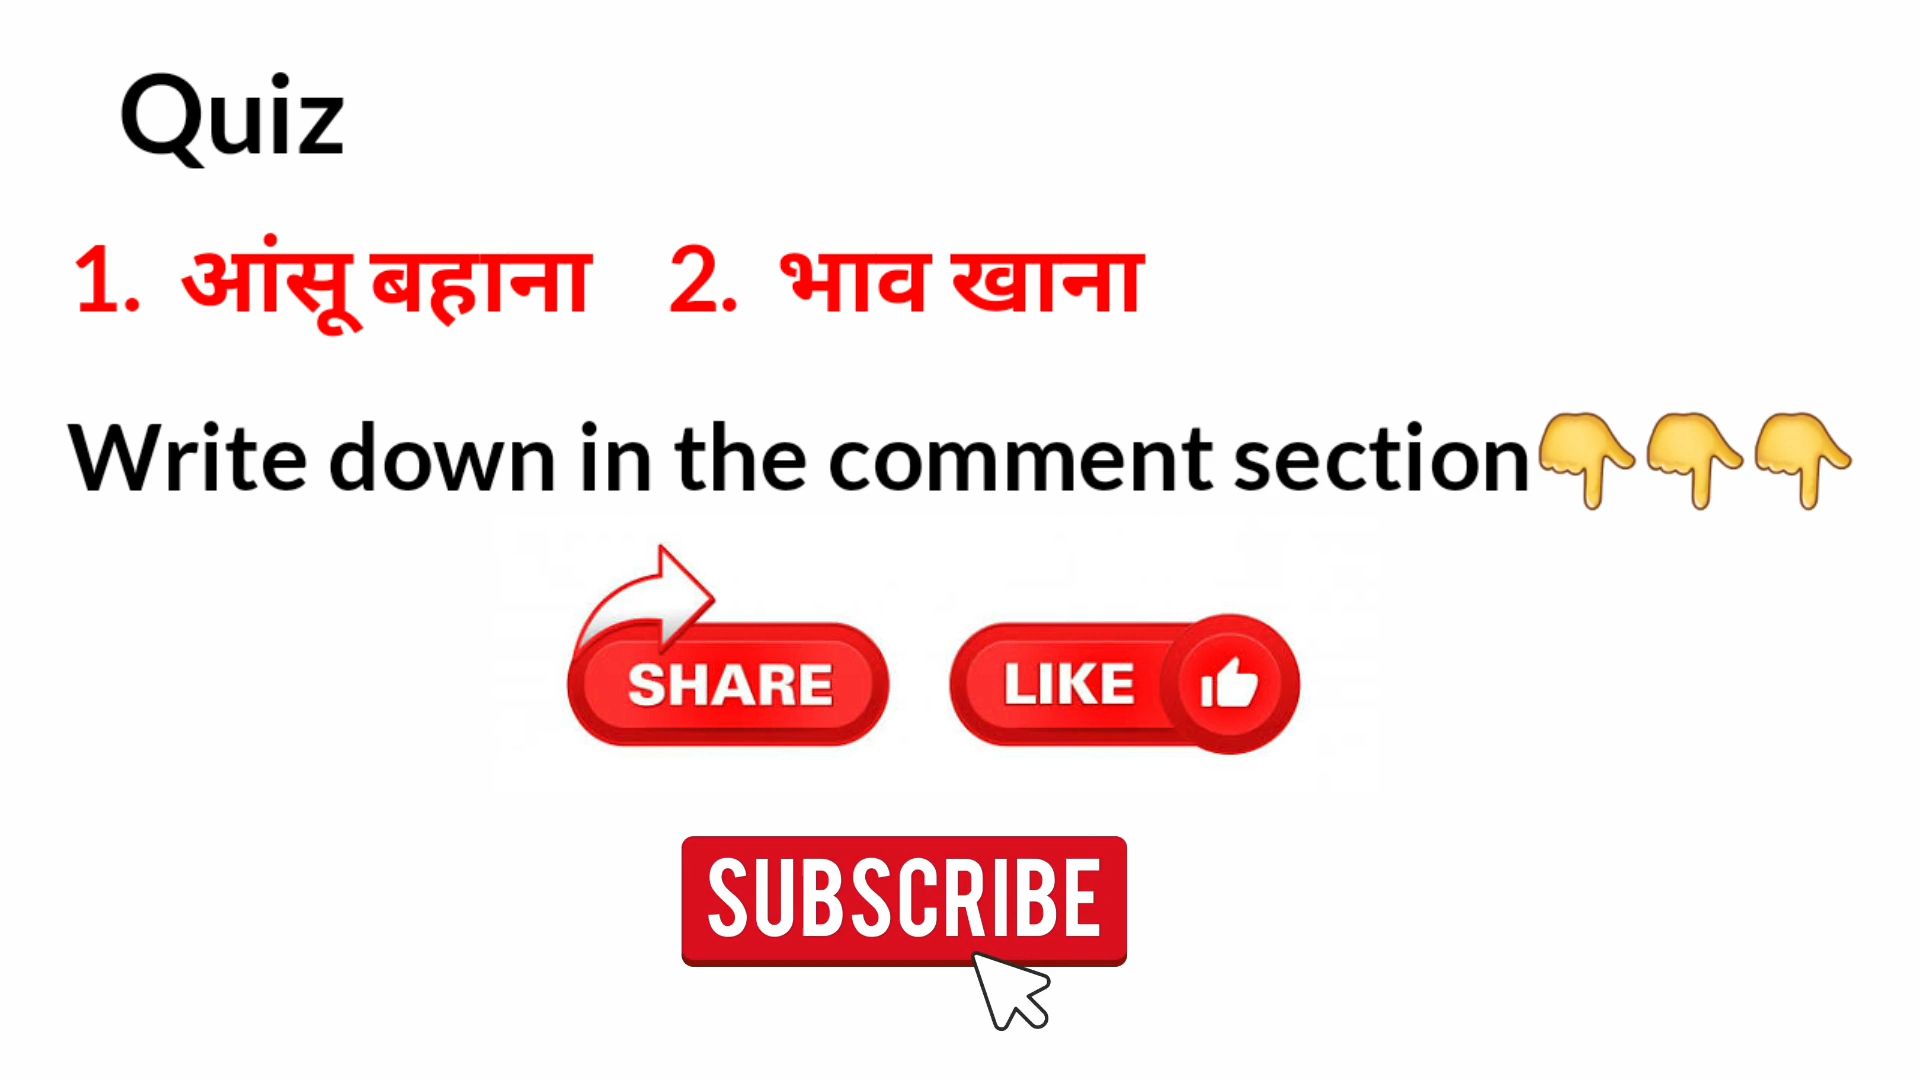 Quiz
1. आंसू बहाना 2. भाव खाना
Write down in the comment section👇👇👇
SHARE LIKE
SUBSCRIBE